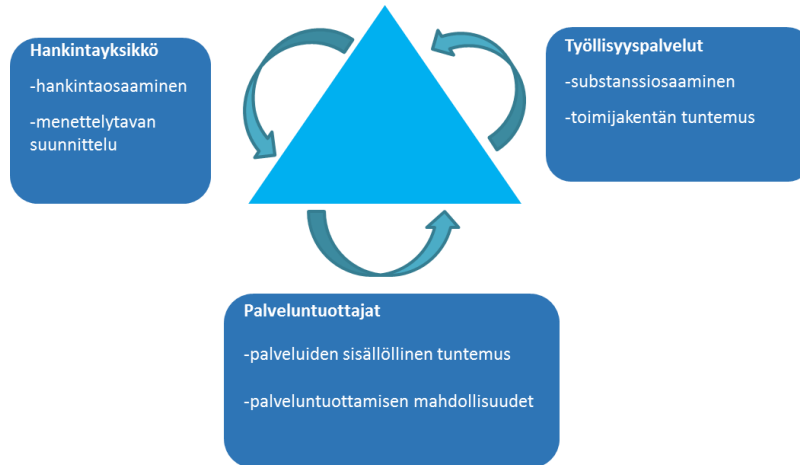 Hankintayksikkö
-hankintaosaaminen
-menettelytavan
suunnittelu
Työllisyyspalvelut
-substanssiosaaminen
-toimijakentän tuntemus
Palveluntuottajat
-palveluiden sisällöllinen tuntemus
-palveluntuottamisen mahdollisuudet